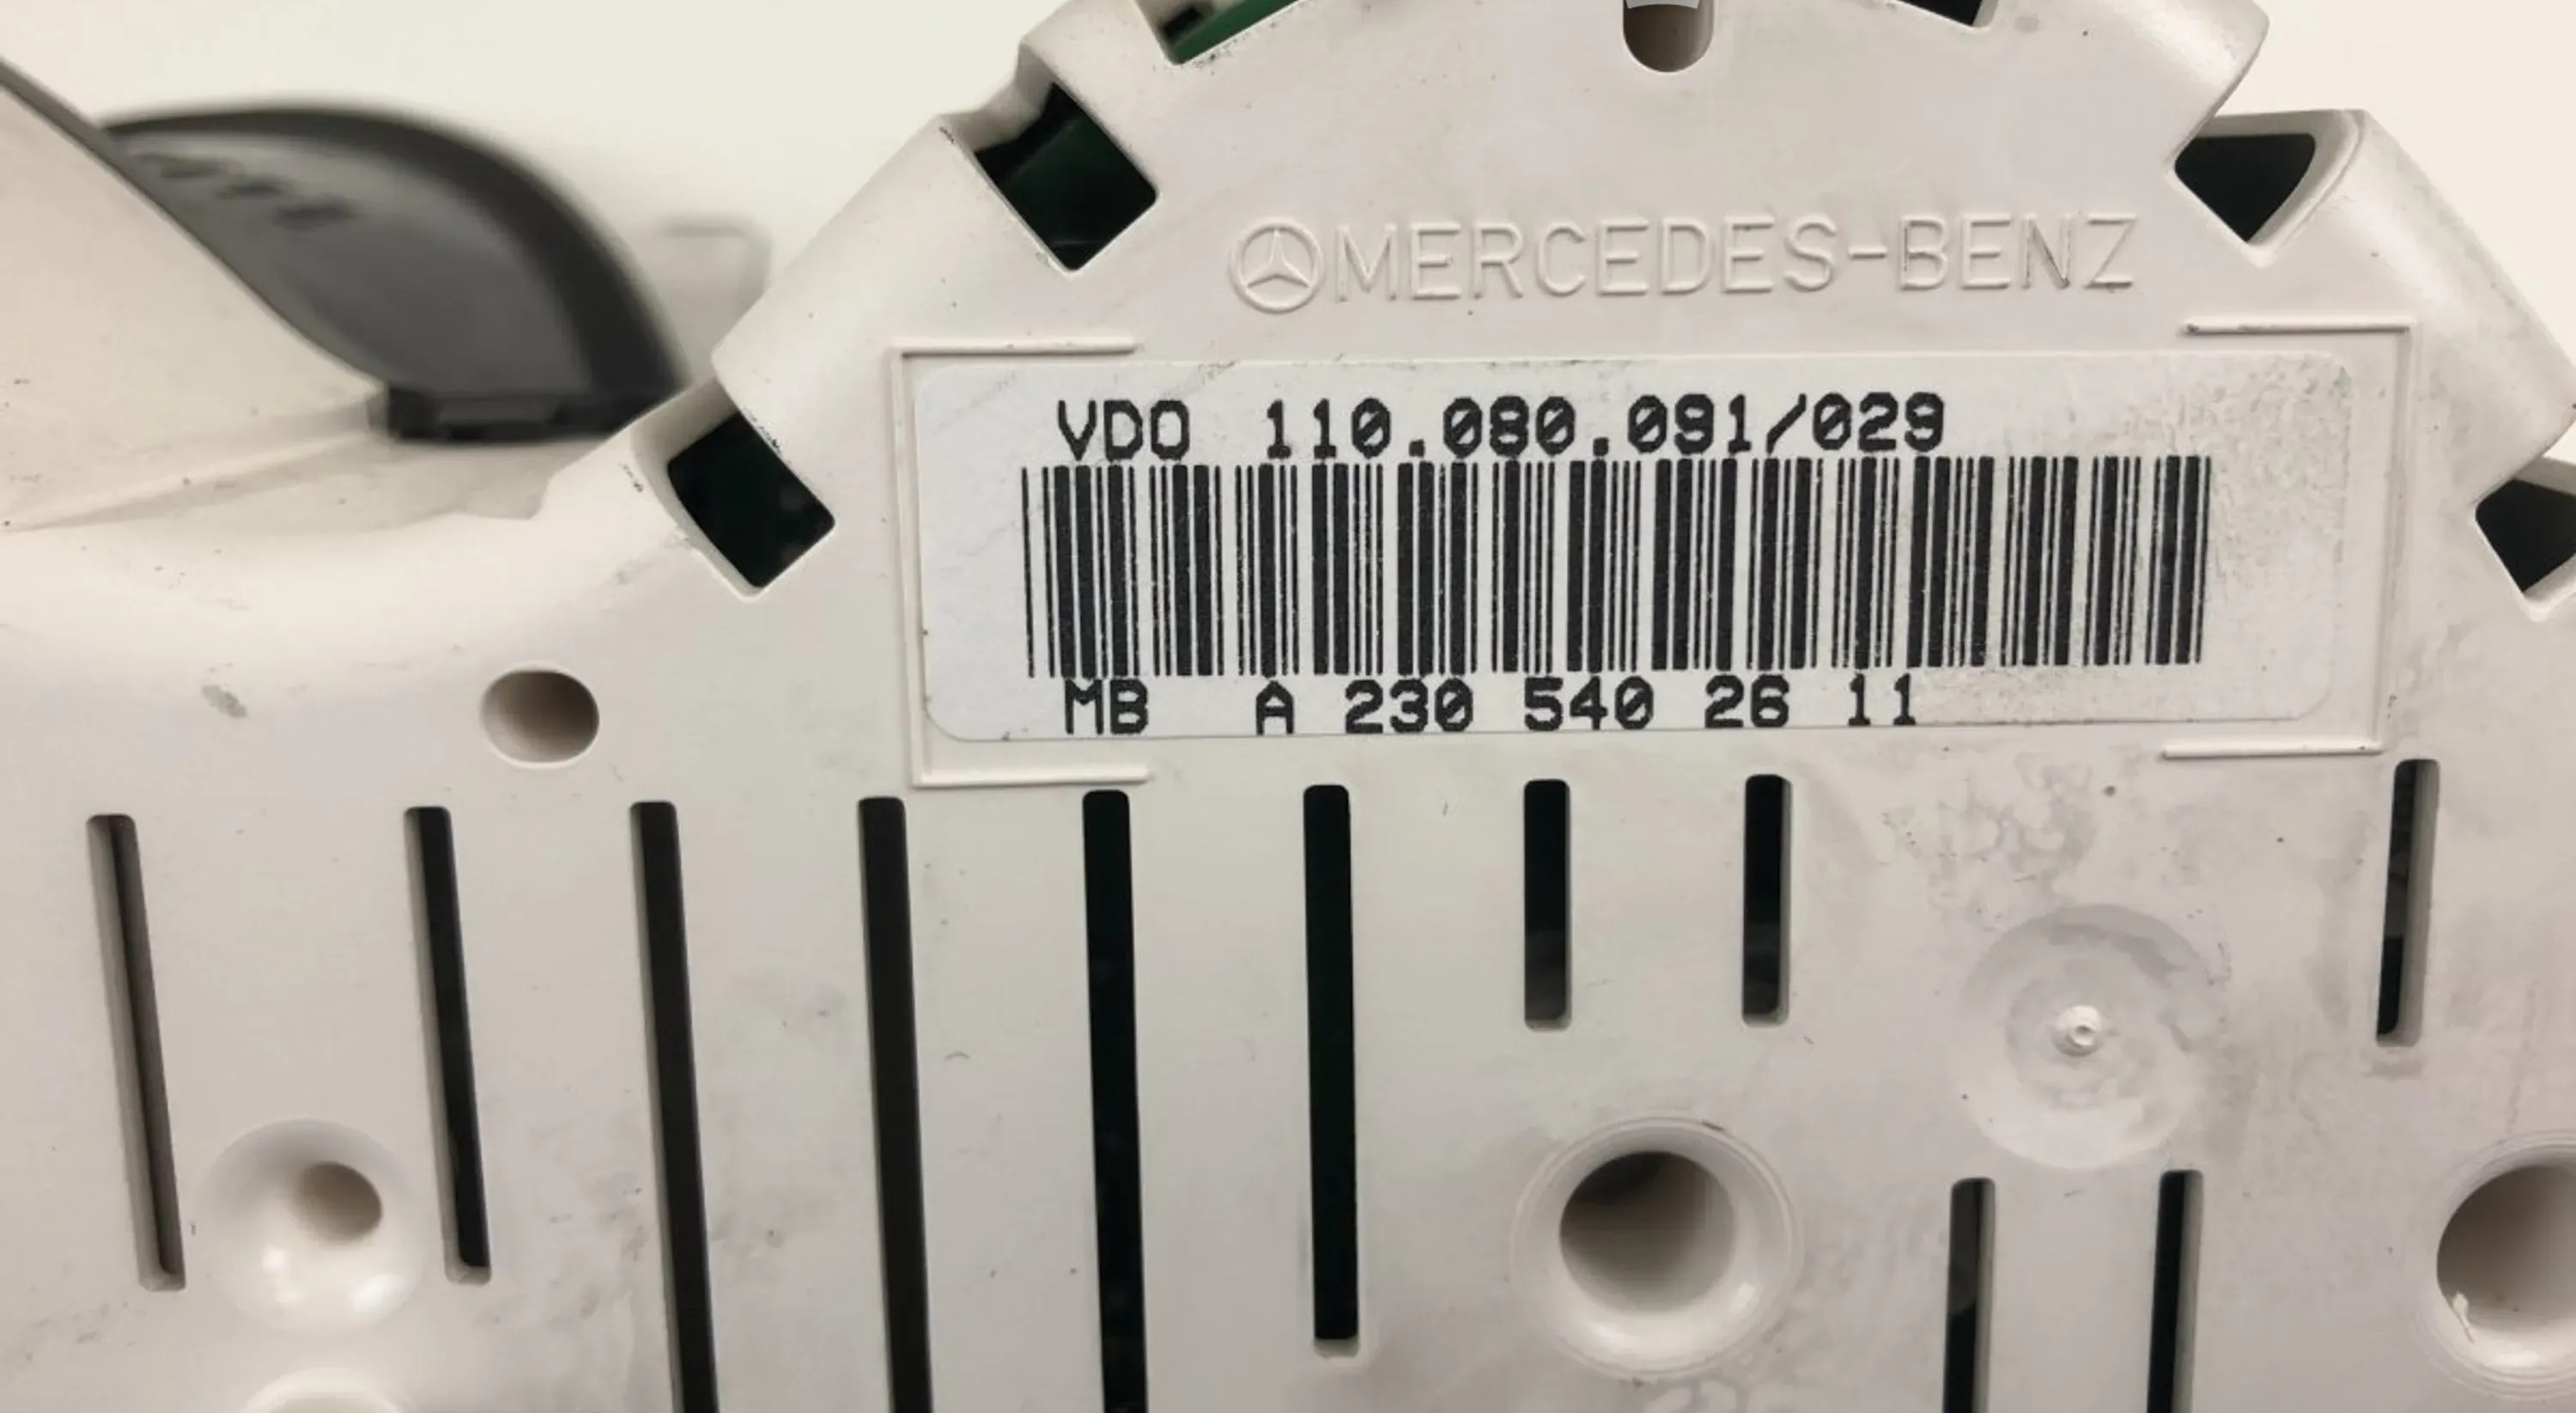 MERCEDES-BENZ
VDO 110.080.091/029
MB A 230 540 26 11